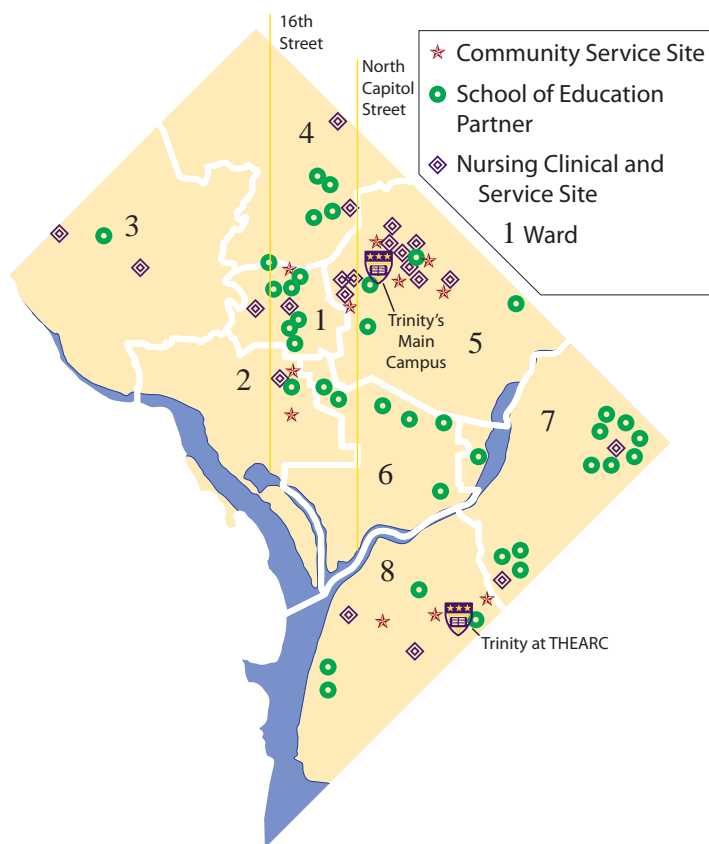 16th
Street
North
Capitol
Street
Community Service Site
School of Education
Partner
Nursing Clinical and
Service Site
1 Ward
4
3
1
Trinity's
Main
Campus
5
2
7
6
8
Trinity at THEARC